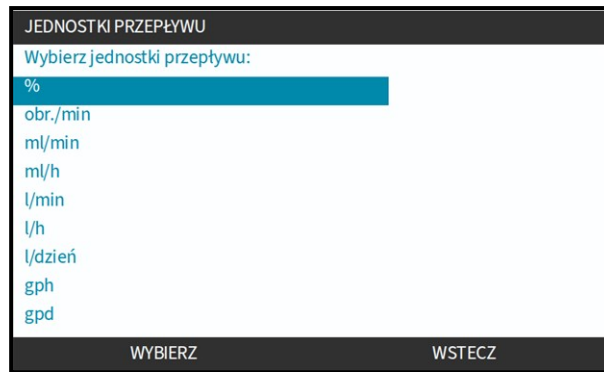 JEDNOSTKI PRZEPŁYWU
Wybierz jednostki przepływu:
%
obr./min
ml/min
ml/h
l/min
l/h
l/dzień
gph
gpd
WYBIERZ WSTECZ